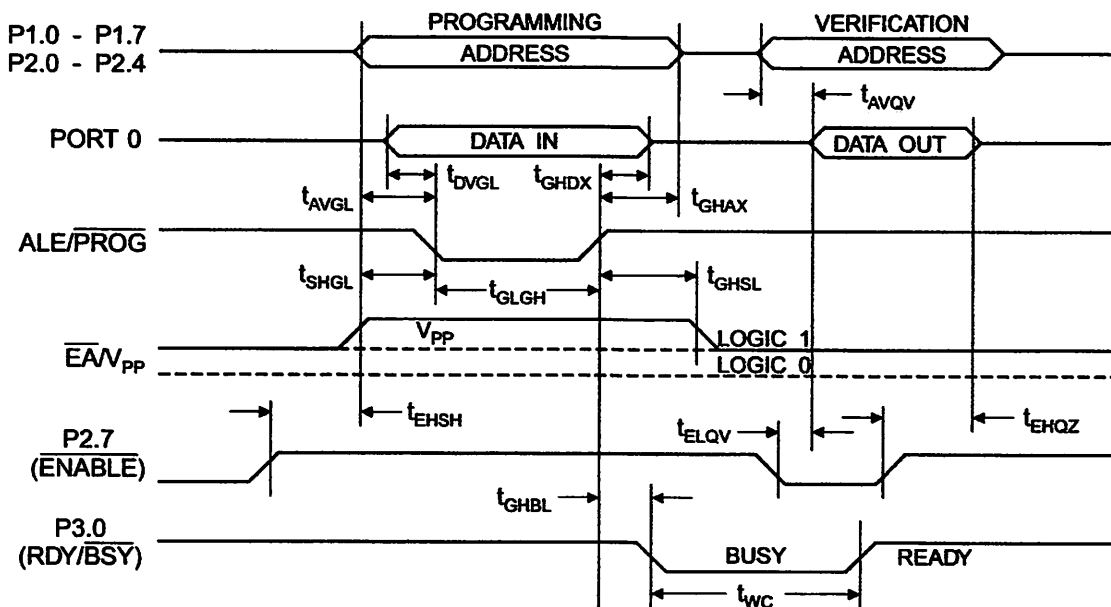 PROGRAMMING
VERIFICATION
P1.0 - P1.7
P2.0 - P2.4
ADDRESS
ADDRESS
tAVQV
PORT 0
DATA IN
DATA OUT
tDVGL
tGHDX
tAVGL
tGHAX
ALE/PROG
tSHGL
tGLGH
tGHSL
VPP
LOGIC 1
EA/VPP
LOGIC 0
tEHSH
tELQV
tEHQZ
P2.7
(ENABLE)
tGHBL
P3.0
(RDY/BSY)
BUSY
READY
tWC